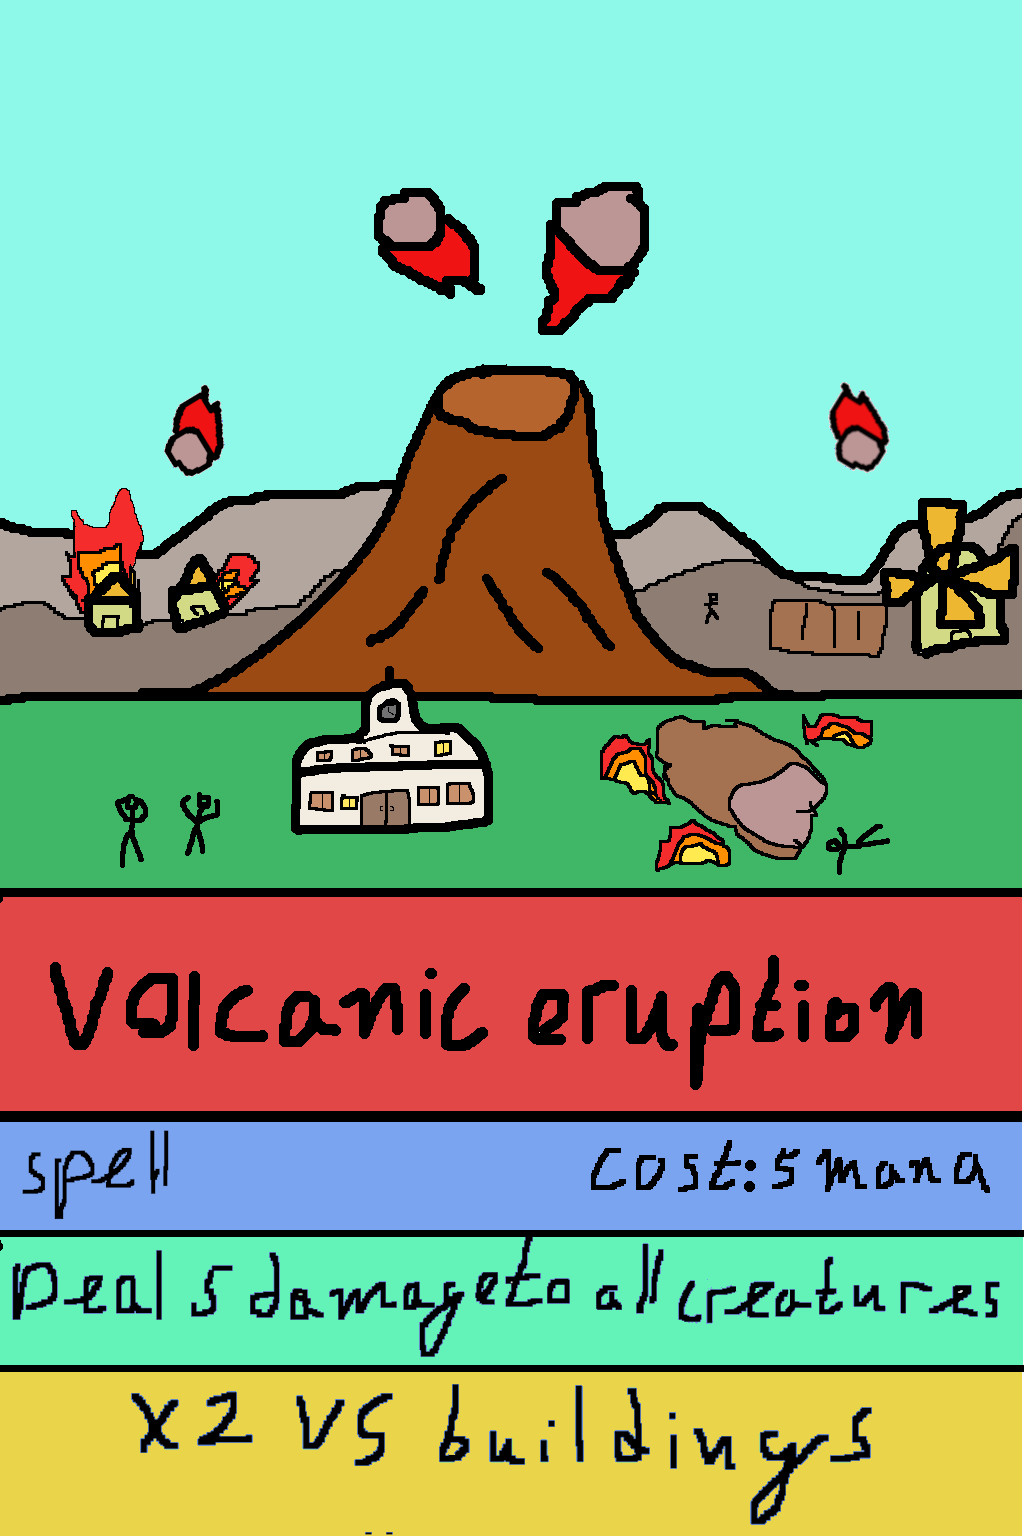 Volcanic eruption
spell
cost: 5 mana
Deal 5 damage to all creatures
x2 vs buildings